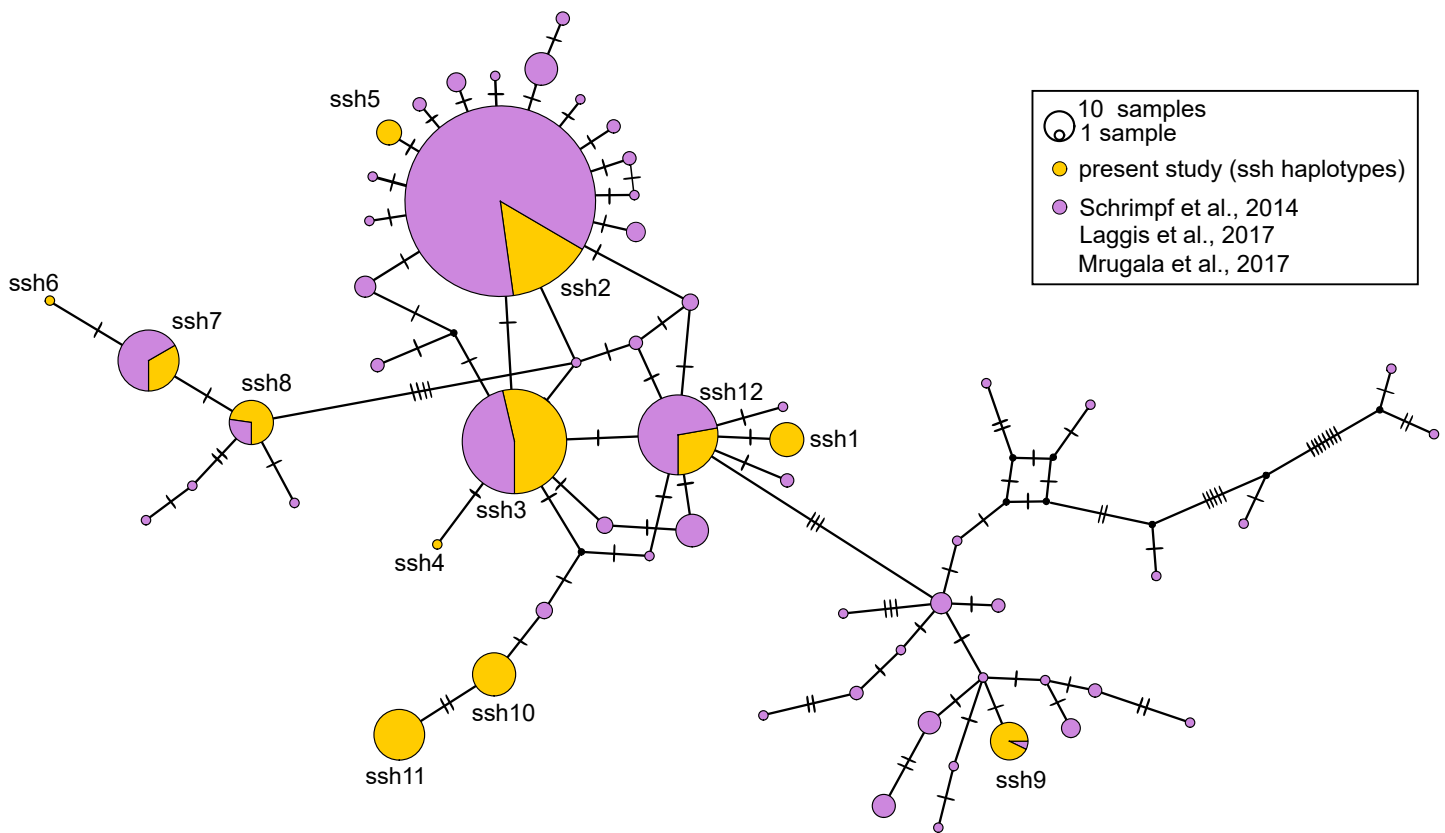 ssh5
10 samples
1 sample
present study (ssh haplotypes)
Schrimpf et al., 2014
Laggis et al., 2017
Mrugala et al., 2017
ssh6
ssh2
ssh7
ssh8
ssh12
ssh1
ssh3
ssh4
ssh10
ssh11
ssh9